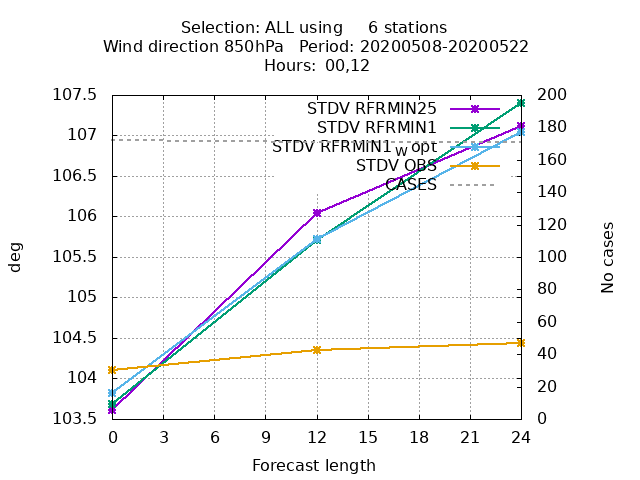 Selection: ALL using     6 stations
Wind direction 850hPa   Period: 20200508-20200522
Hours: 00,12
107.5
107
106.5
106
105.5
105
104.5
104
103.5
deg
STDV RFRMIN25
STDV RFRMIN1
STDV RFRMIN1wopt
STDV OBS
CASES
200
180
160
140
120
100
80
60
40
20
0
No cases
0 3 6 9 12 15 18 21 24
Forecast length